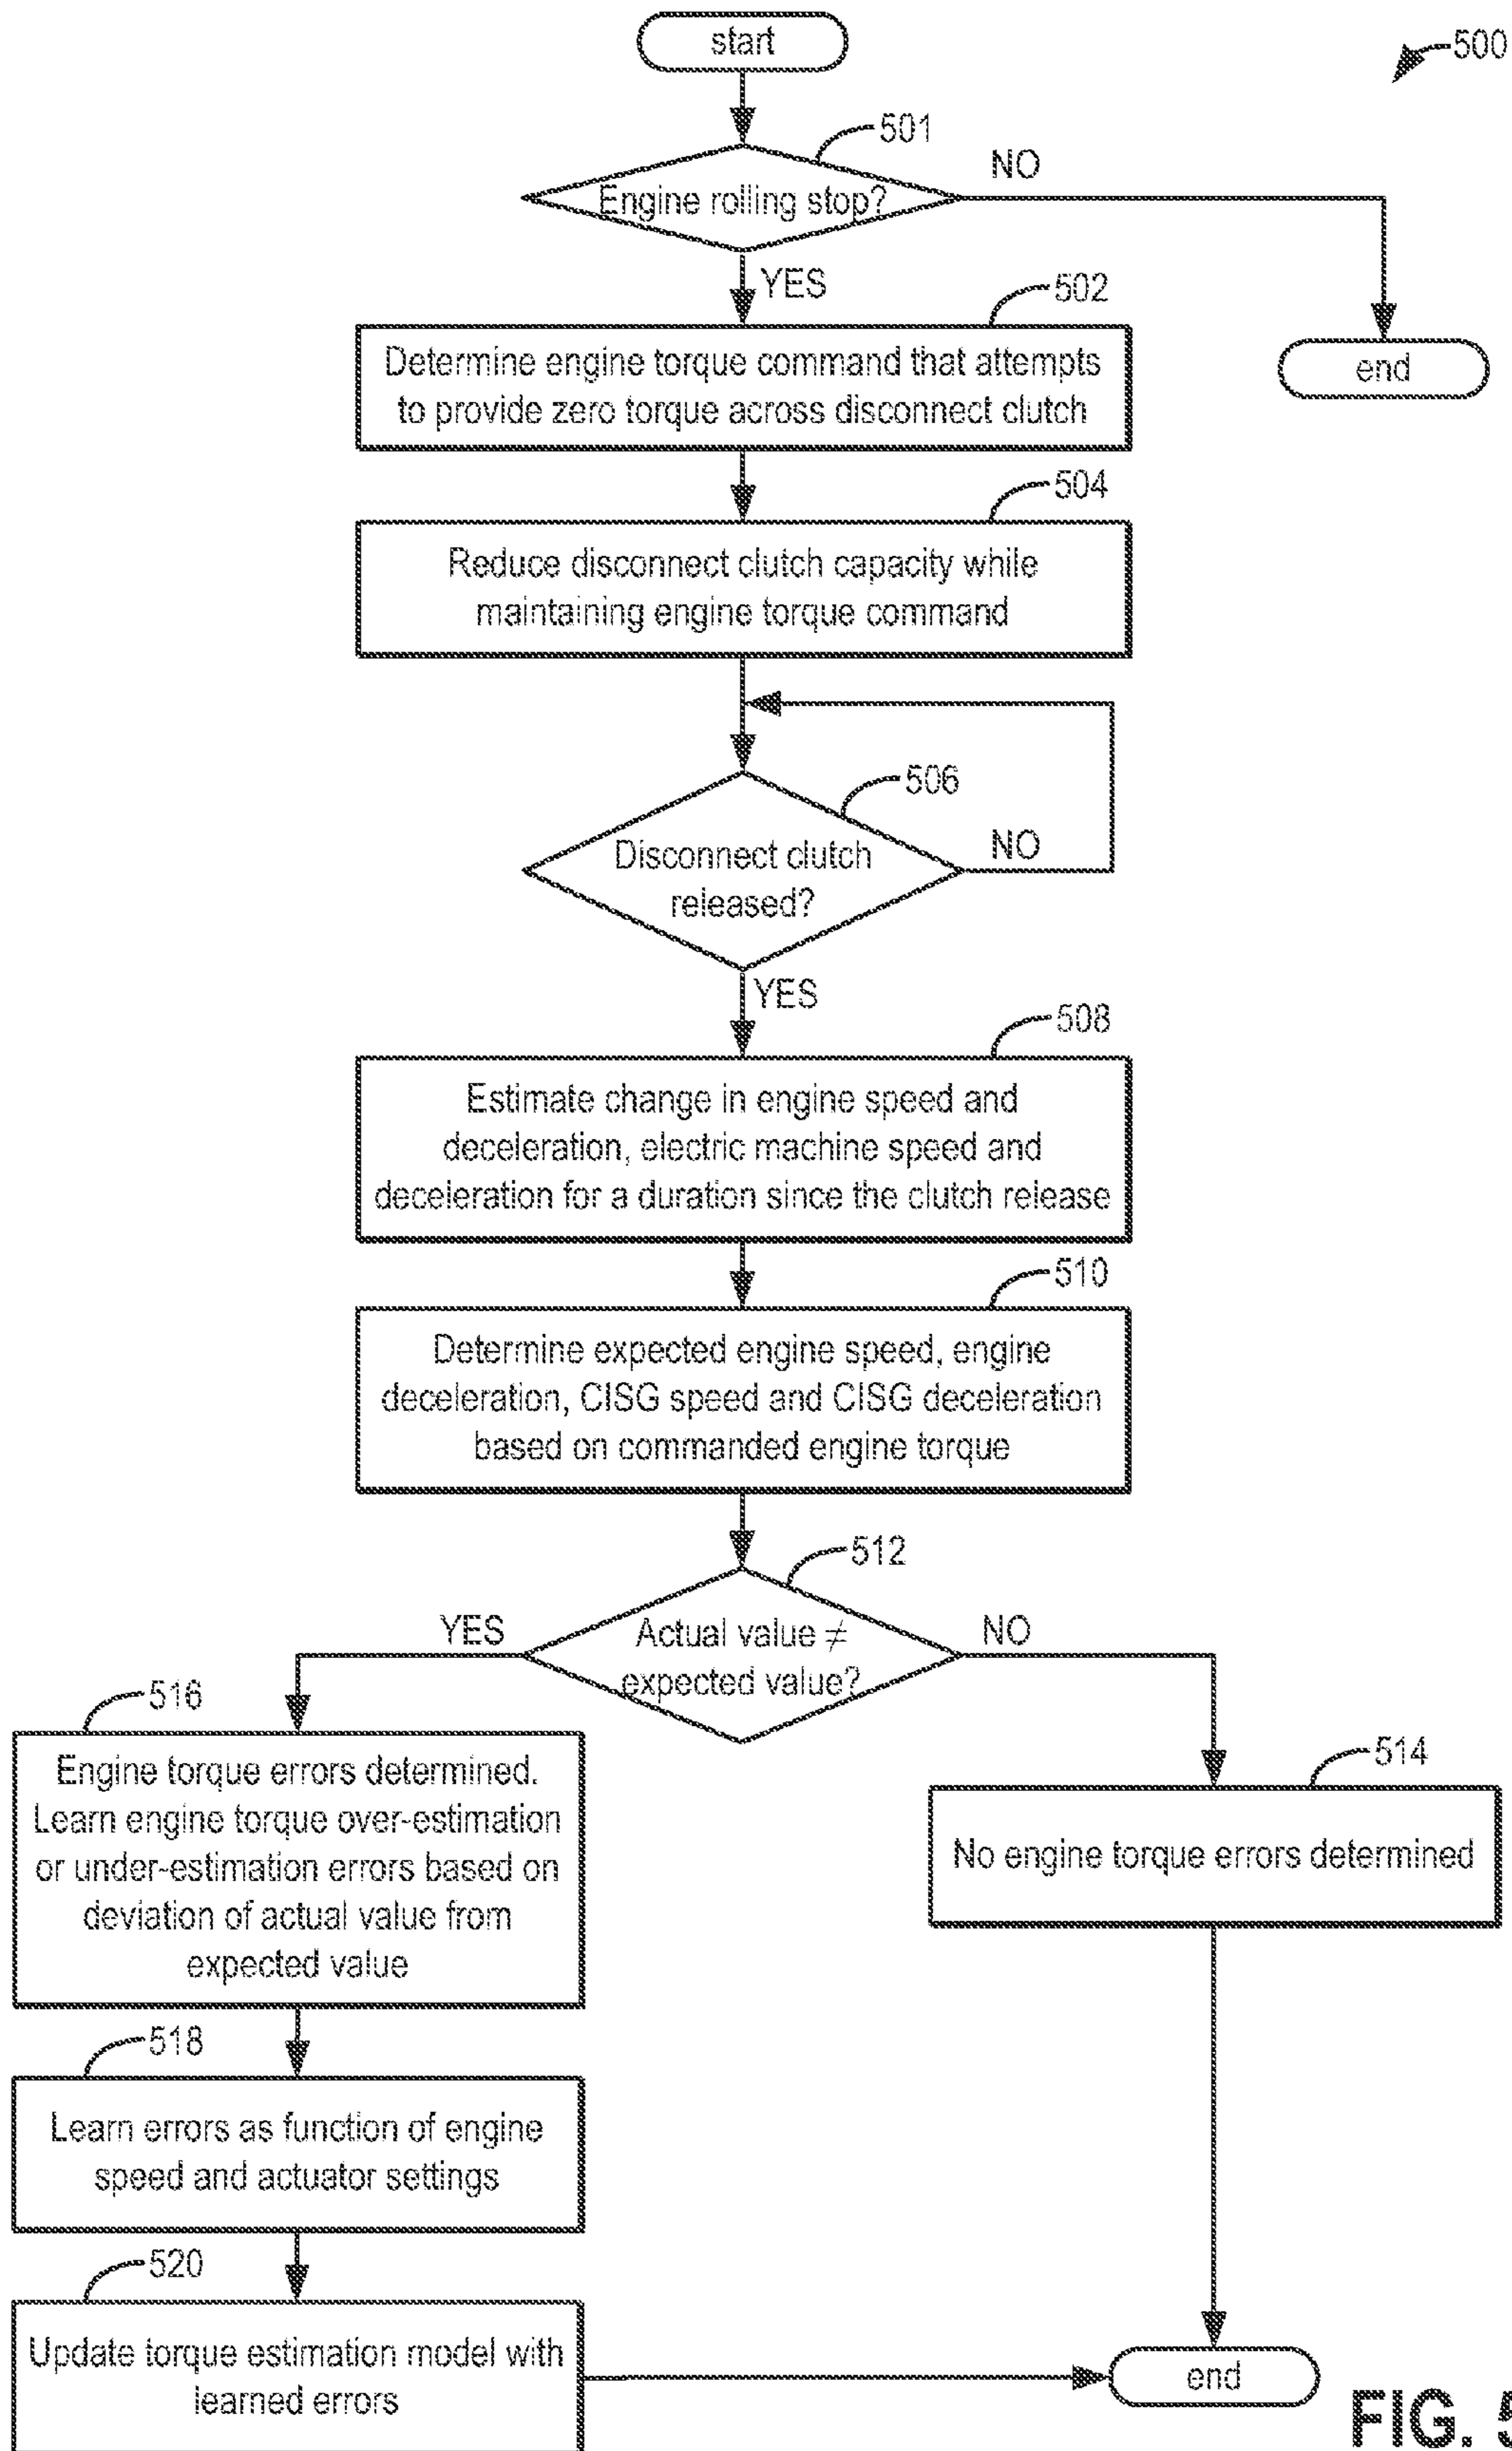 start
500
501
Engine rolling stop?
NO
YES
502
Determine engine torque command that attempts
to provide zero torque across disconnect clutch
end
504
Reduce disconnect clutch capacity while
maintaining engine torque command
506
Disconnect clutch
released?
NO
YES
508
Estimate change in engine speed and
deceleration, electric machine speed and
deceleration for a duration since the clutch release
510
Determine expected engine speed, engine
deceleration, CISG speed and CISG deceleration
based on commanded engine torque
512
Actual value ≠
expected value?
YES
NO
516
Engine torque errors determined.
Learn engine torque over-estimation
or under-estimation errors based on
deviation of actual value from
expected value
514
No engine torque errors determined
518
Learn errors as function of engine
speed and actuator settings
520
Update torque estimation model with
learned errors
end
FIG. 5